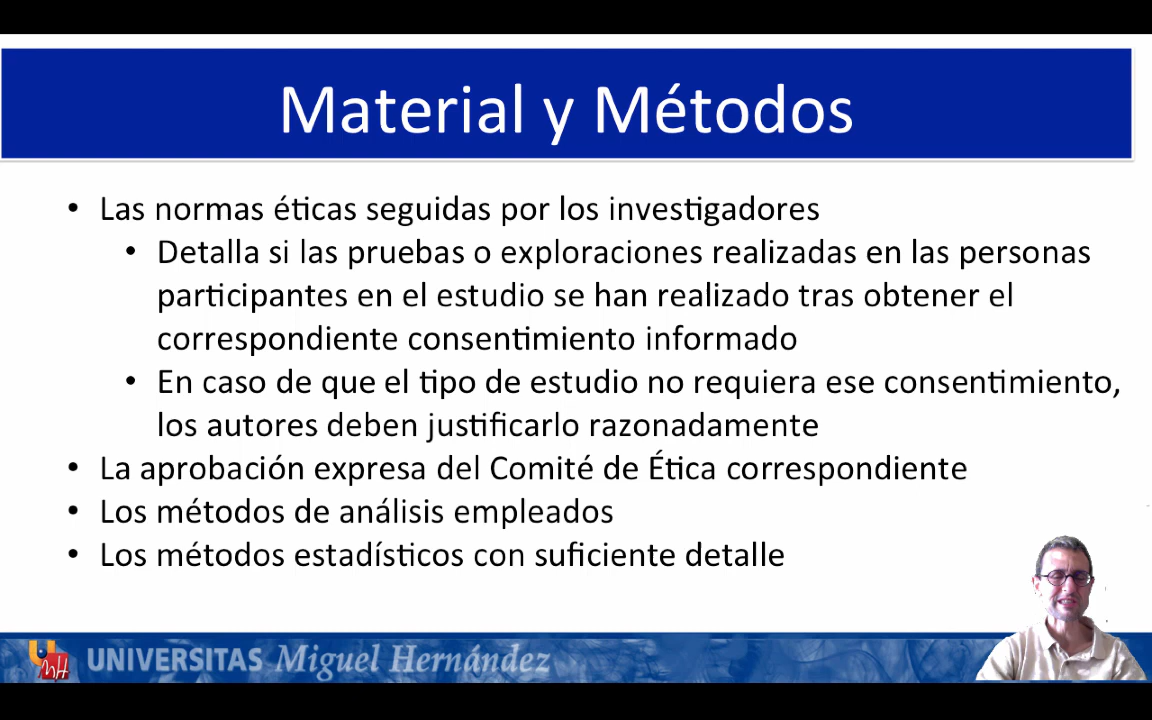 Material y Métodos
• Las normas éticas seguidas por los investigadores
• Detalla si las pruebas o exploraciones realizadas en las personas
participantes en el estudio se han realizado tras obtener el
correspondiente consentimiento informado
• En caso de que el tipo de estudio no requiera ese consentimiento,
los autores deben justificarlo razonadamente
• La aprobación expresa del Comité de Ética correspondiente
• Los métodos de análisis empleados
• Los métodos estadísticos con suficiente detalle
UNIVERSITAS Miguel Hernández